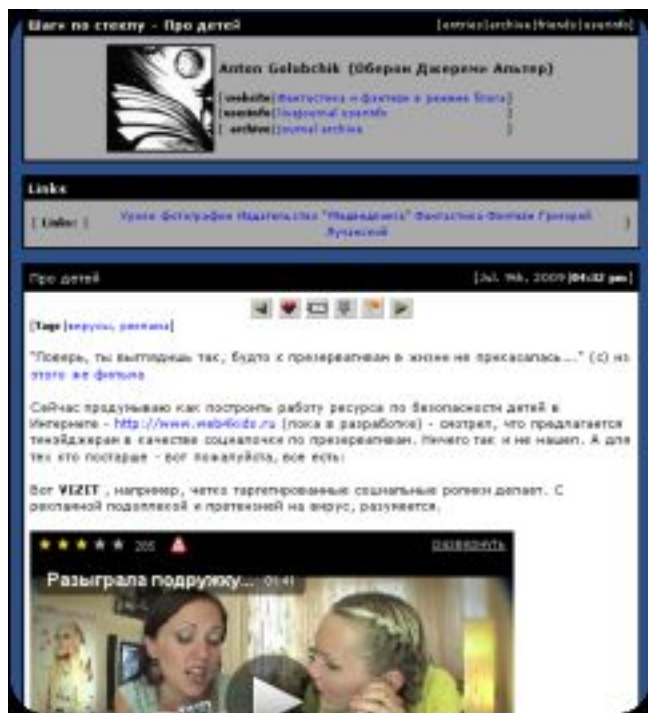 Шаги по стеклу - Про детей [entries|archive|friends|userinfo]
Anton Golubchik (Оберон Джереми Альтер)
[ website|Фантастика и фэнтези в режиме блога]
[userinfo|livejournal userinfo ]
[ archive|journal archive ]
Links
[ Links: | Уроки фотографии Издательство "Медведковъ" Фантастика Фэнтези Григорий
Лучанский ]
Про детей [Jul. 9th, 2009|04:32 pm]
[Tags|вирусы, реклама]
"Поверь, ты выглядишь так, будто к презервативам в жизни не прикасалась..." (c) из
этого же фильма
Сейчас продумываю как построить работу ресурса по безопасности детей в
Интернете - http://www.web4kids.ru (пока в разработке) - смотрел, что предлагается
тинэйджерам в качестве социалочки по презервативам. Ничего так и не нашел. А для
тех кто постарше - вот пожалуйста, все есть:
Вот VIZIT , например, четко таргетированные социальные ролики делает. С
рекламной подоплекой и претензией на вирус, разумеется.
205 развернуть
Разыграла подружку... 01:41